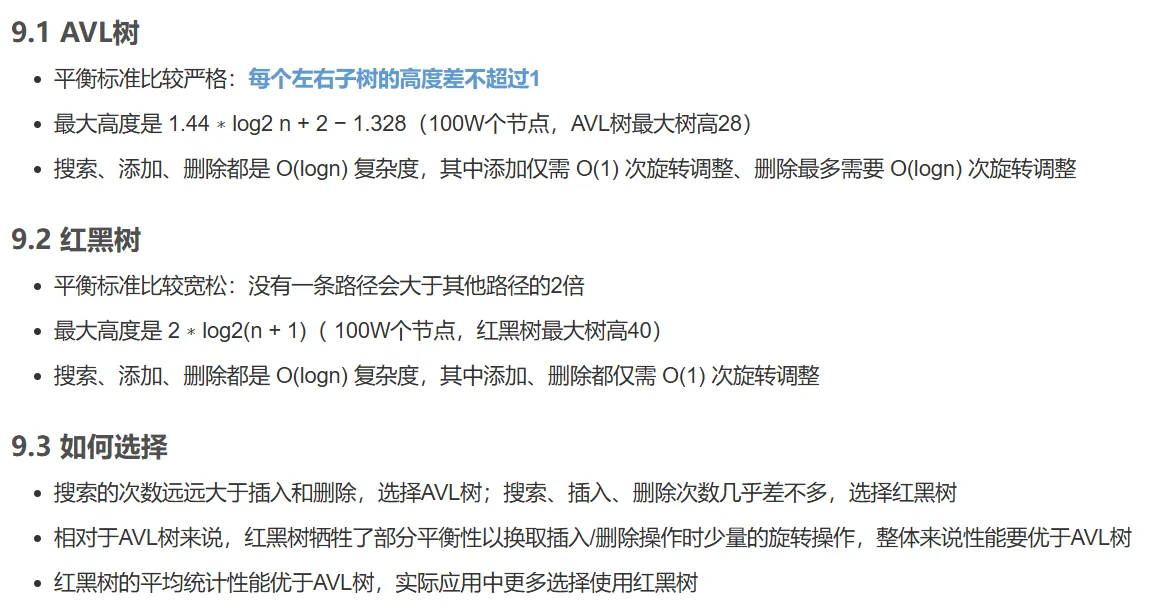 9.1 AVL树
• 平衡标准比较严格：每个左右子树的高度差不超过1
• 最大高度是 1.44 ∗ log2 n + 2 − 1.328（100W个节点，AVL树最大树高28）
• 搜索、添加、删除都是 O(logn) 复杂度，其中添加仅需 O(1) 次旋转调整、删除最多需要 O(logn) 次旋转调整
9.2 红黑树
• 平衡标准比较宽松：没有一条路径会大于其他路径的2倍
• 最大高度是 2 ∗ log2(n + 1)（ 100W个节点，红黑树最大树高40）
• 搜索、添加、删除都是 O(logn) 复杂度，其中添加、删除都仅需 O(1) 次旋转调整
9.3 如何选择
• 搜索的次数远远大于插入和删除，选择AVL树；搜索、插入、删除次数几乎差不多，选择红黑树
• 相对于AVL树来说，红黑树牺牲了部分平衡性以换取插入/删除操作时少量的旋转操作，整体来说性能要优于AVL树
• 红黑树的平均统计性能优于AVL树，实际应用中更多选择使用红黑树